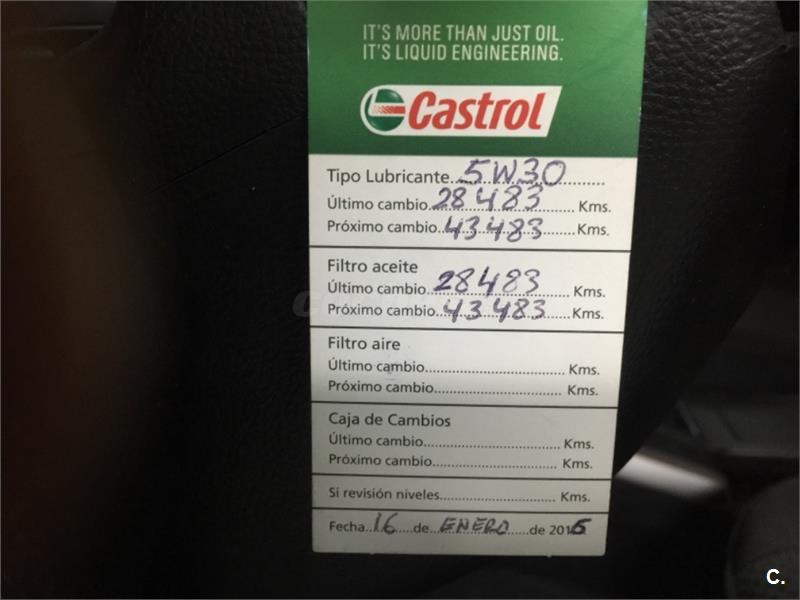 IT'S MORE THAN JUST OIL.
IT'S LIQUID ENGINEERING.
Castrol
Tipo Lubricante...5W30...
Último cambio.28483... Kms.
Próximo cambio..43483...Kms.
Filtro aceite
Último cambio..28483... Kms.
Próximo cambio..43483... Kms.
Filtro aire
Último cambio... Kms.
Próximo cambio... Kms.
Caja de Cambios
Último cambio... Kms.
Próximo cambio... Kms.
Si revisión niveles... Kms.
Fecha..16...de..ENERO...de 201
C.